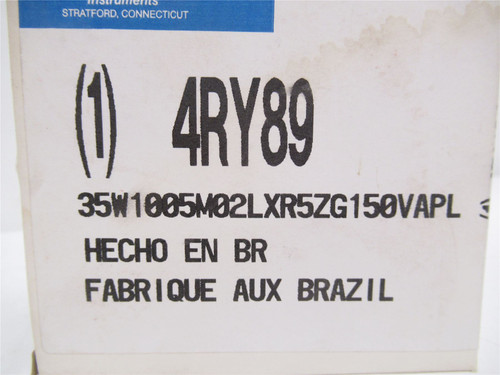 Instruments
STRATFORD, CONNECTICUT
(1) 4RY89
35W1005M02LXR5ZG150VAPL
HECHO EN BR
FABRIQUE AUX BRAZIL